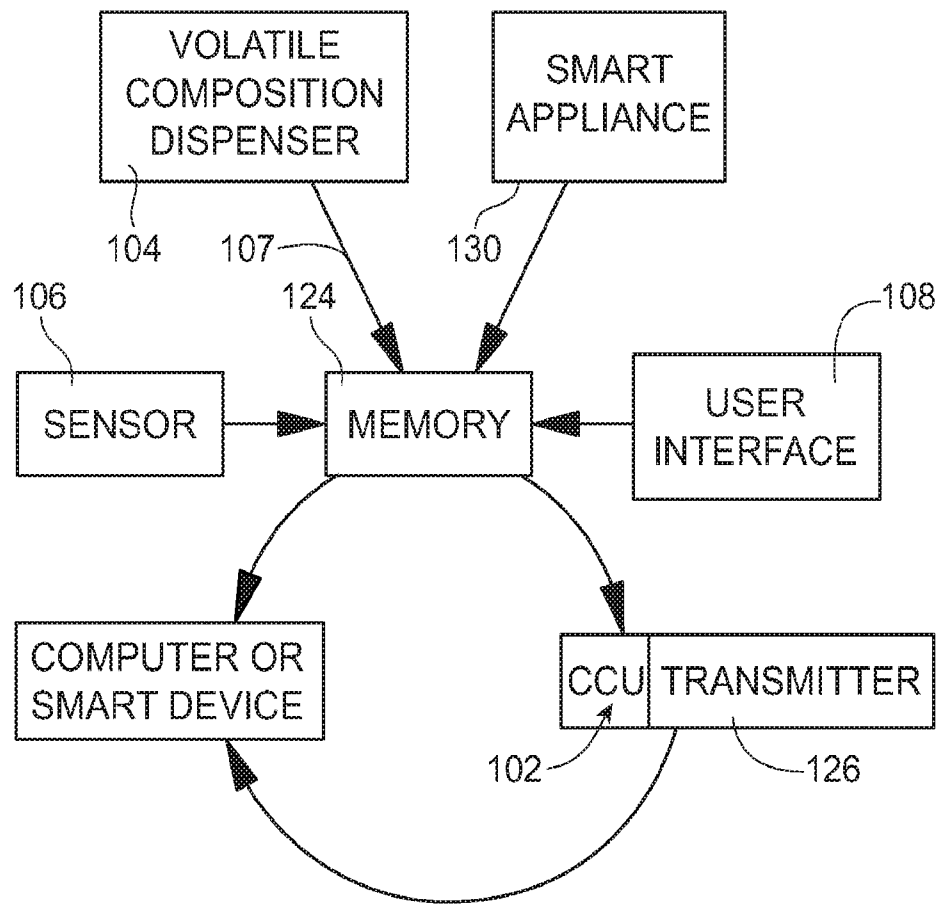 VOLATILE
COMPOSITION
DISPENSER
SMART
APPLIANCE
104
107
130
106
124
108
SENSOR
MEMORY
USER
INTERFACE
COMPUTER OR
SMART DEVICE
CCU TRANSMITTER
102
126